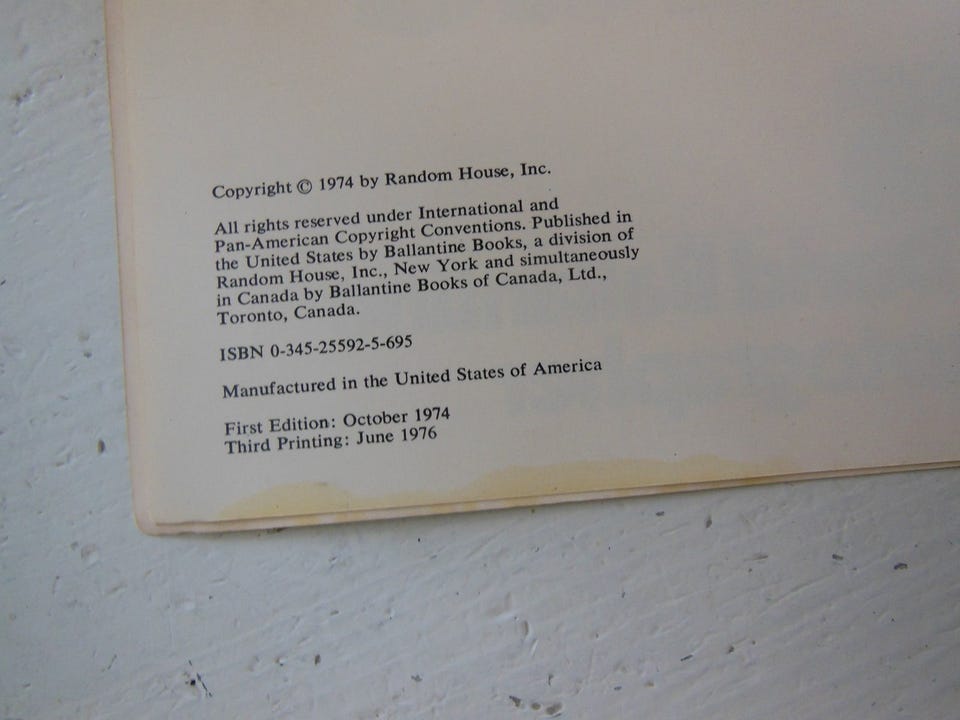 Copyright © 1974 by Random House, Inc.
All rights reserved under International and
Pan-American Copyright Conventions. Published in
the United States by Ballantine Books, a division of
Random House, Inc., New York and simultaneously
in Canada by Ballantine Books of Canada, Ltd.,
Toronto, Canada.
ISBN 0-345-25592-5-695
Manufactured in the United States of America
First Edition: October 1974
Third Printing: June 1976